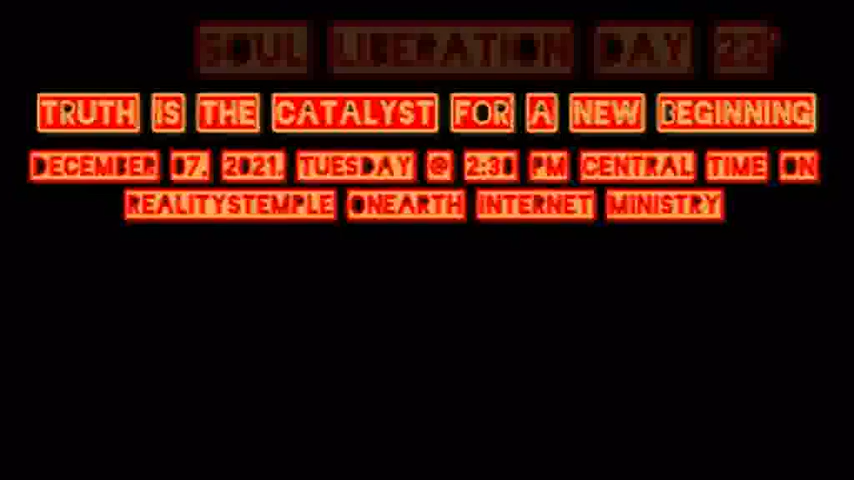 SOUL LIBERATION DAY 22'
TRUTH IS THE CATALYST FOR A NEW BEGINNING
DECEMBER 07, 2021, TUESDAY @ 2:30 PM CENTRAL TIME ON
REALITYSTEMPLE ONEARTH INTERNET MINISTRY